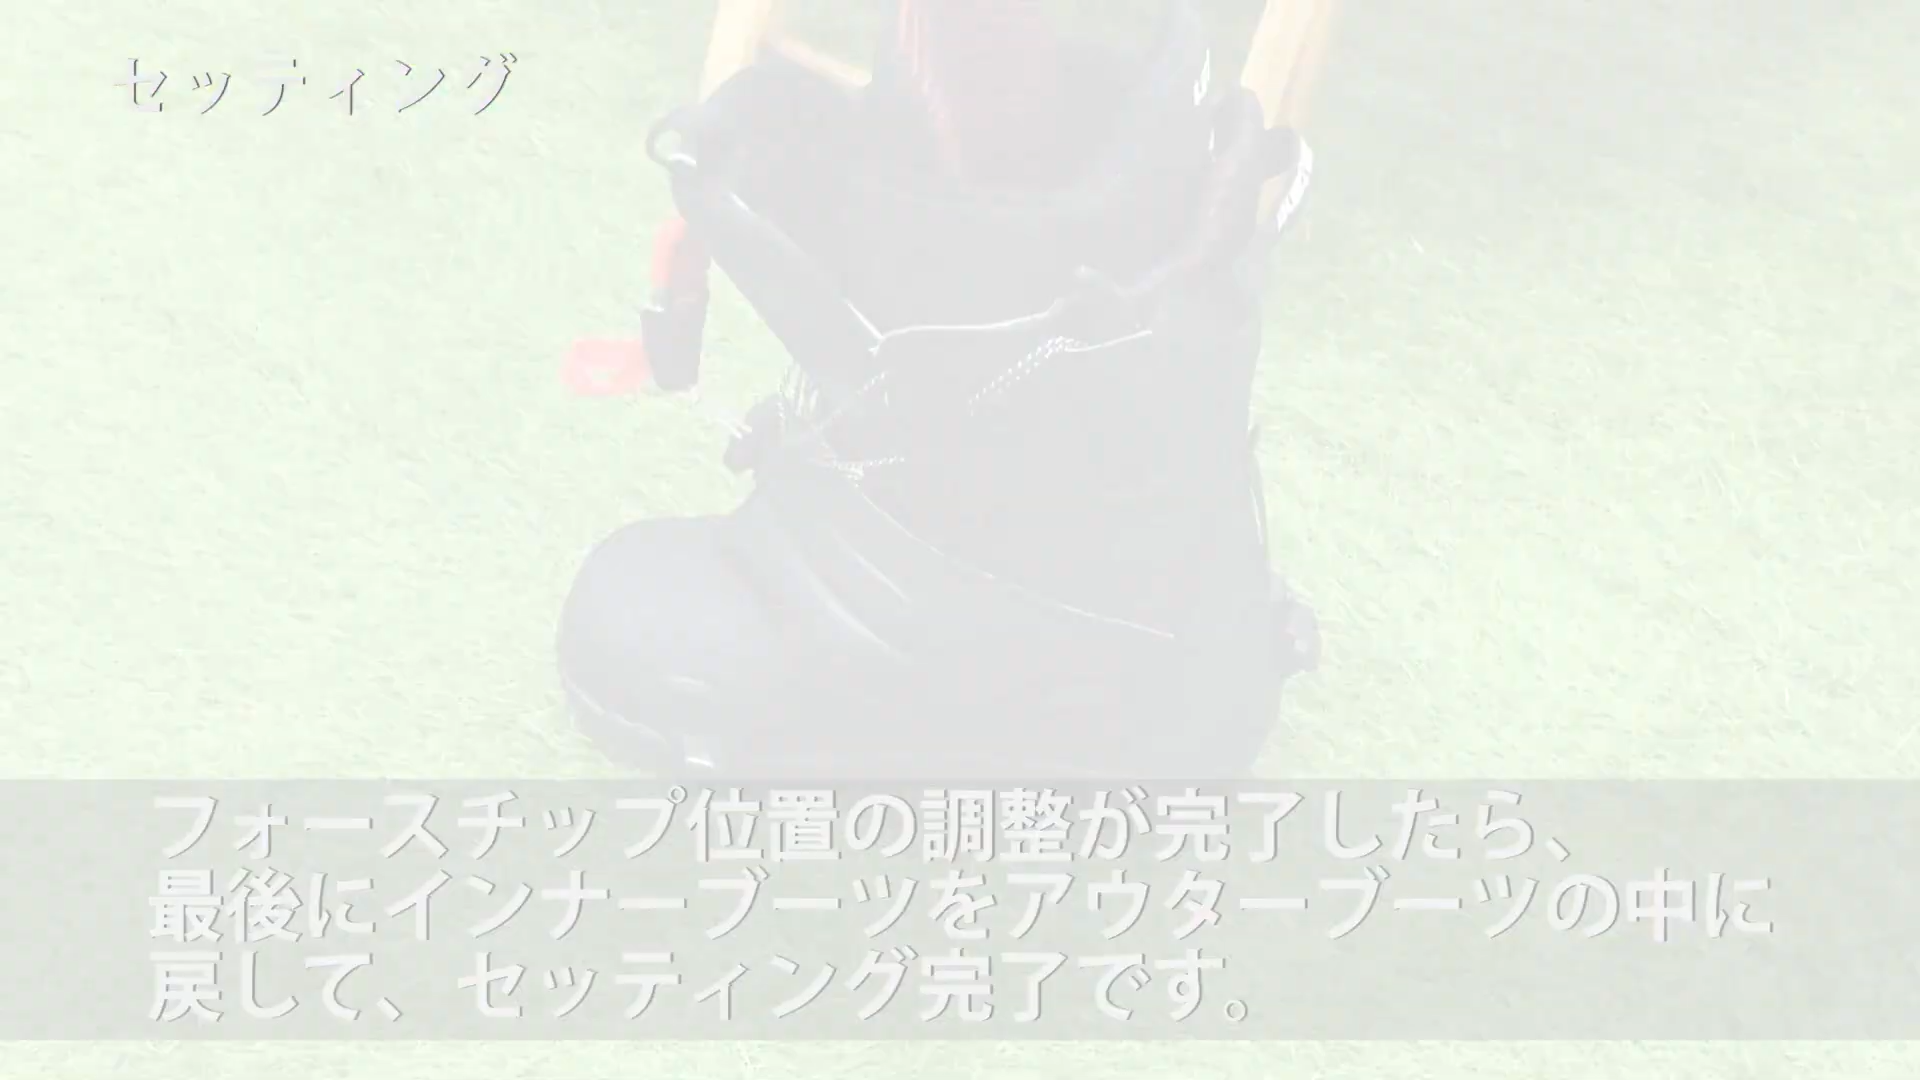 セッティング
フォースチップ位置の調整が完了したら、
最後にインナーブーツをアウターブーツの中に
戻して、セッティング完了です。